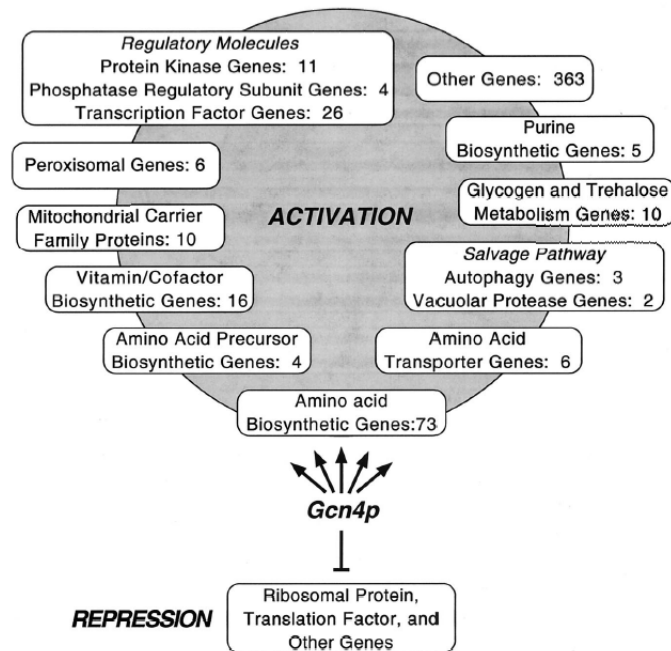 Regulatory Molecules
Protein Kinase Genes: 11
Phosphatase Regulatory Subunit Genes: 4
Transcription Factor Genes: 26
Other Genes: 363
Purine
Biosynthetic Genes: 5
Peroxisomal Genes: 6
Glycogen and Trehalose
Metabolism Genes: 10
ACTIVATION
Mitochondrial Carrier
Family Proteins: 10
Salvage Pathway
Autophagy Genes: 3
Vacuolar Protease Genes: 2
Vitamin/Cofactor
Biosynthetic Genes: 16
Amino Acid Precursor
Biosynthetic Genes: 4
Amino Acid
Transporter Genes: 6
Amino acid
Biosynthetic Genes:73
Gcn4p
REPRESSION
Ribosomal Protein,
Translation Factor, and
Other Genes